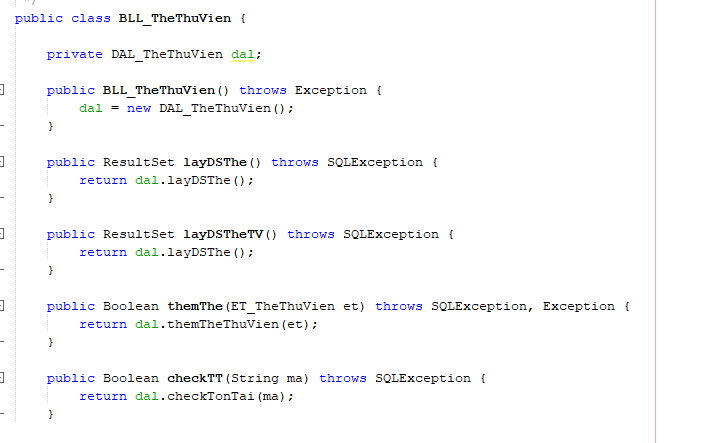 */
public class BLL_TheThuVien {
private DAL_TheThuVien dal;
public BLL_TheThuVien() throws Exception {
dal = new DAL_TheThuVien();
}
public ResultSet layDSThe() throws SQLException {
return dal.layDSThe();
}
public ResultSet layDSTheTV() throws SQLException {
return dal.layDSThe();
}
public Boolean themThe(ET_TheThuVien et) throws SQLException, Exception {
return dal.themTheThuVien(et);
}
public Boolean checkTT(String ma) throws SQLException {
return dal.checkTonTai(ma);
}